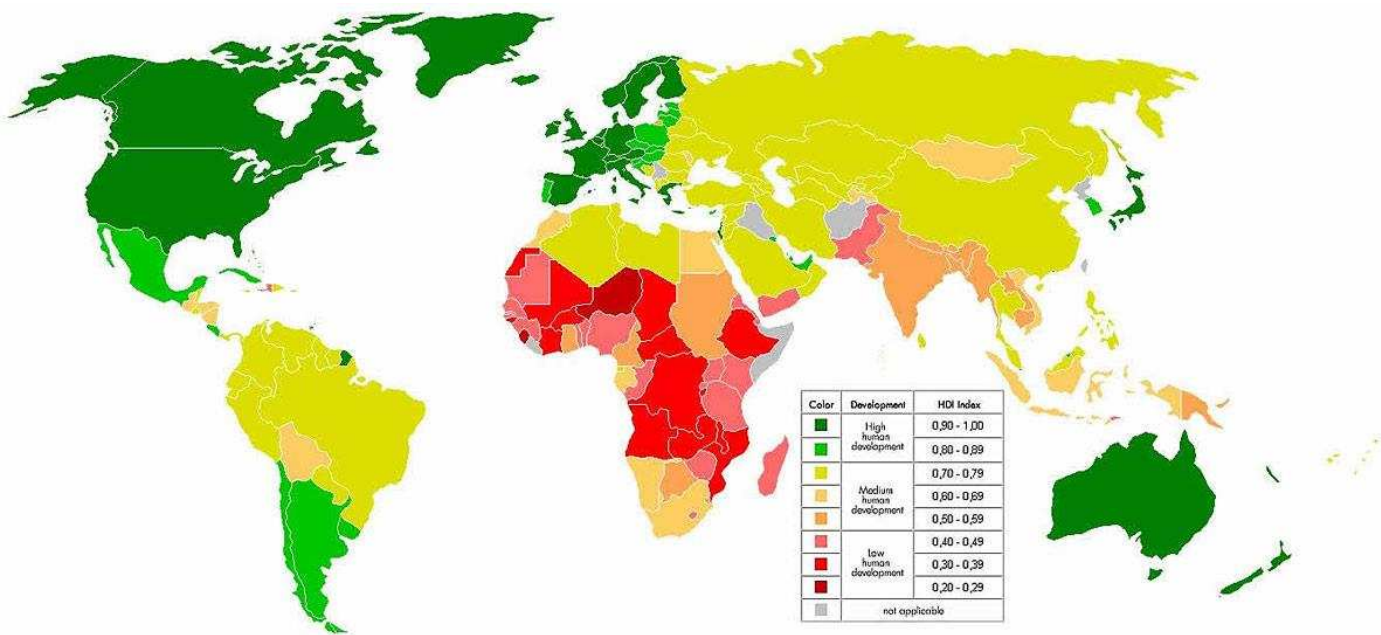 Color Development HDI Index
High human development
0,90 - 1,00
0,80 - 0,89
Medium human development
0,70 - 0,79
0,60 - 0,69
0,50 - 0,59
Low human development
0,40 - 0,49
0,30 - 0,39
0,20 - 0,29
not applicable